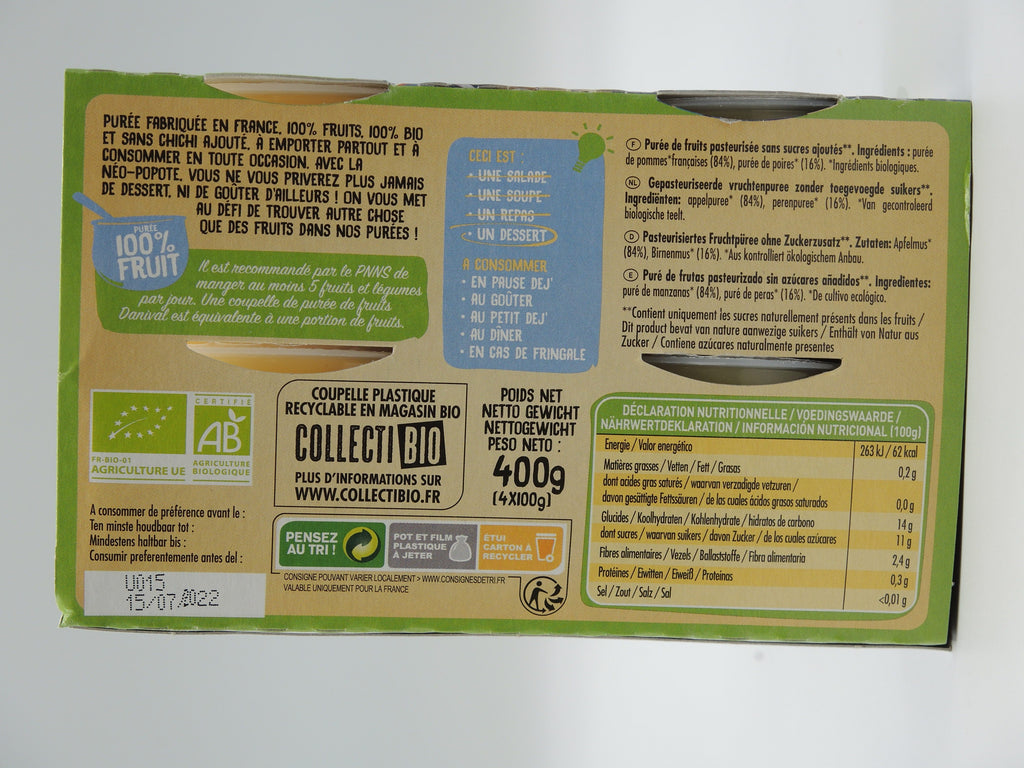 PURÉE FABRIQUÉE EN FRANCE, 100% FRUITS, 100% BIO
ET SANS CHICHI AJOUTÉ, À EMPORTER PARTOUT ET À
CONSOMMER EN TOUTE OCCASION. AVEC LA
NÉO-POPOTE, VOUS NE VOUS PRIVEREZ PLUS JAMAIS
DE DESSERT, NI DE GOÛTER D'AILLEURS ! ON VOUS MET
AU DÉFI DE TROUVER AUTRE CHOSE
QUE DES FRUITS DANS NOS PURÉES !
PURÉE
100%
FRUIT
Il est recommandé par le PNNS de
manger au moins 5 fruits et légumes
par jour. Une coupelle de purée de fruits
Danival est équivalente à une portion de fruits.
CECI EST :
• UNE SALADE
• UNE SOUPE
• UN REPAS
• UN DESSERT
A CONSOMMER
• EN PAUSE DEJ'
• AU GOÛTER
• AU PETIT DEJ'
• AU DÎNER
• EN CAS DE FRINGALE
F Purée de fruits pasteurisée sans sucres ajoutés**. Ingrédients : purée
de pommes*françaises (84%), purée de poires* (16%). *Ingrédients biologiques.
NL Gepasteuriseerde vruchtenpuree zonder toegevoegde suikers**.
Ingrediënten: appelpuree* (84%), perenpuree* (16%). *Van gecontroleerd
biologische teelt.
D Pasteurisiertes Fruchtpüree ohne Zuckerzusatz**. Zutaten: Apfelmus*
(84%), Birnenmus* (16%). *Aus kontrolliert ökologischem Anbau.
E Puré de frutas pasteurizado sin azúcares añadidos**. Ingredientes:
puré de manzanas* (84%), puré de peras* (16%). *De cultivo ecológico.
**Contient uniquement les sucres naturellement présents dans les fruits /
Dit product bevat van nature aanwezige suikers / Enthält von Natur aus
Zucker / Contiene azúcares naturalmente presentes
FR-BIO-01
AGRICULTURE UE
CERTIFIÉ
AB
AGRICULTURE
BIOLOGIQUE
COUPELLE PLASTIQUE
RECYCLABLE EN MAGASIN BIO
COLLECTI BIO
PLUS D'INFORMATIONS SUR
WWW.COLLECTIBIO.FR
POIDS NET
NETTO GEWICHT
NETTOGEWICHT
PESO NETO :
400g
(4X100g)
A consommer de préférence avant le :
Ten minste houdbaar tot :
Mindestens haltbar bis :
Consumir preferentemente antes del :
U015
15/07/2022
PENSEZ
AU TRI !
POT ET FILM
PLASTIQUE
À JETER
ÉTUI
CARTON À
RECYCLER
CONSIGNE POUVANT VARIER LOCALEMENT > WWW.CONSIGNESDETRI.FR
VALABLE UNIQUEMENT POUR LA FRANCE
DÉCLARATION NUTRITIONNELLE / VOEDINGSWAARDE /
NÄHRWERTDEKLARATION / INFORMACIÓN NUTRICIONAL (100g)
Energie / Valor energético 263 kJ / 62 kcal
Matières grasses / Vetten / Fett / Grasas 0,2 g
dont acides gras saturés / waarvan verzadigde vetzuren /
davon gesättigte Fettsäuren / de las cuales ácidos grasos saturados 0,0 g
Glucides / Koolhydraten / Kohlenhydrate / hidratos de carbono 14 g
dont sucres / waarvan suikers / davon Zucker / de los cuales azúcares 11 g
Fibres alimentaires / Vezels / Ballaststoffe / Fibra alimentaria 2,4 g
Protéines / Eiwitten / Eiweiß / Proteinas 0,3 g
Sel / Zout / Salz / Sal <0,01 g